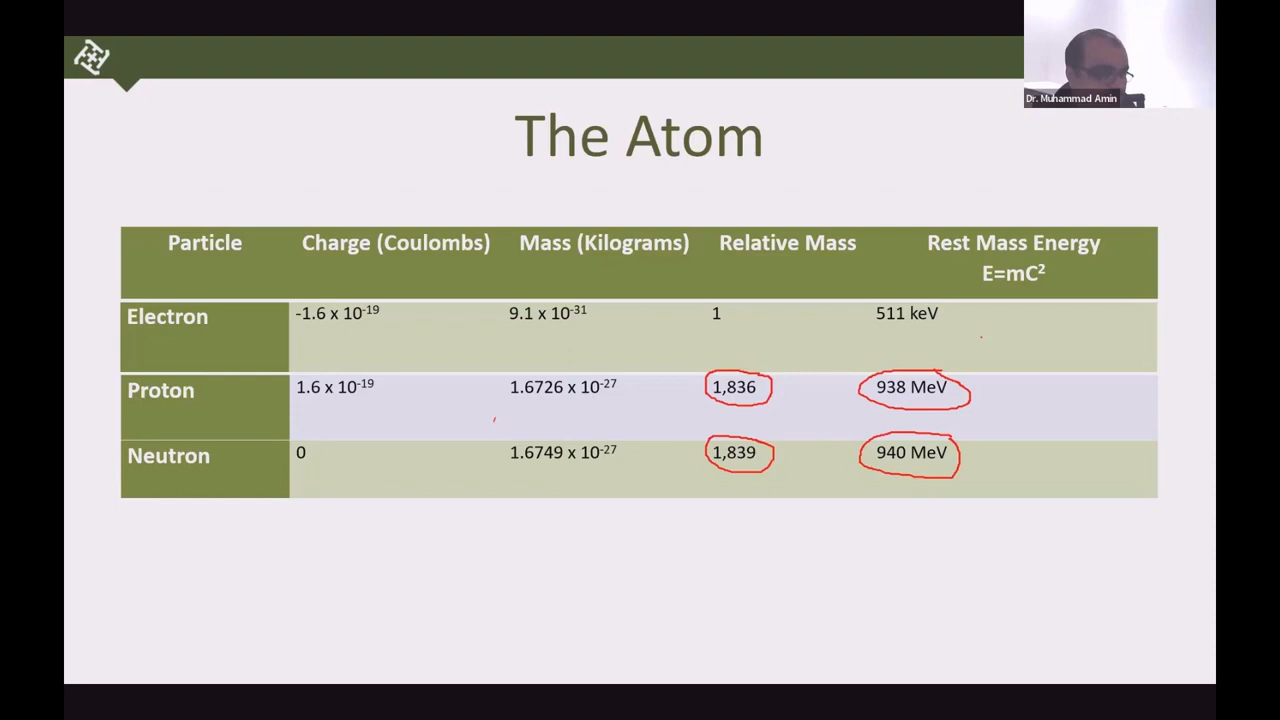 Dr. Muhammad Amin
The Atom
Particle Charge (Coulombs) Mass (Kilograms) Relative Mass Rest Mass Energy
E=mC²
Electron -1.6 x 10⁻¹⁹ 9.1 x 10⁻³¹ 1 511 keV
Proton 1.6 x 10⁻¹⁹ 1.6726 x 10⁻²⁷ 1,836 938 MeV
Neutron 0 1.6749 x 10⁻²⁷ 1,839 940 MeV